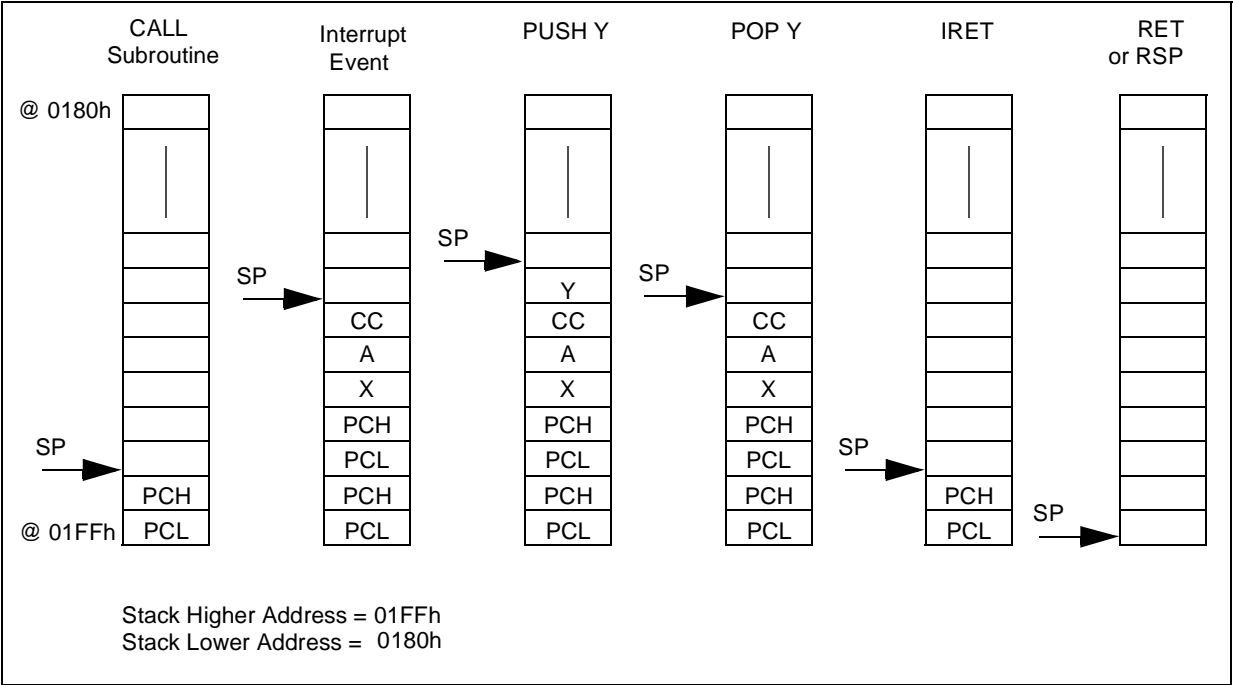 CALL
Subroutine
Interrupt
Event
PUSH Y
POP Y
IRET
RET
or RSP
@ 0180h
SP
SP
SP
Y
CC
CC
CC
A
A
A
X
X
X
PCH
PCH
PCH
SP
SP
PCL
PCL
PCL
PCH
PCH
PCH
PCH
PCH
SP
@ 01FFh
PCL
PCL
PCL
PCL
PCL
Stack Higher Address = 01FFh
Stack Lower Address = 0180h